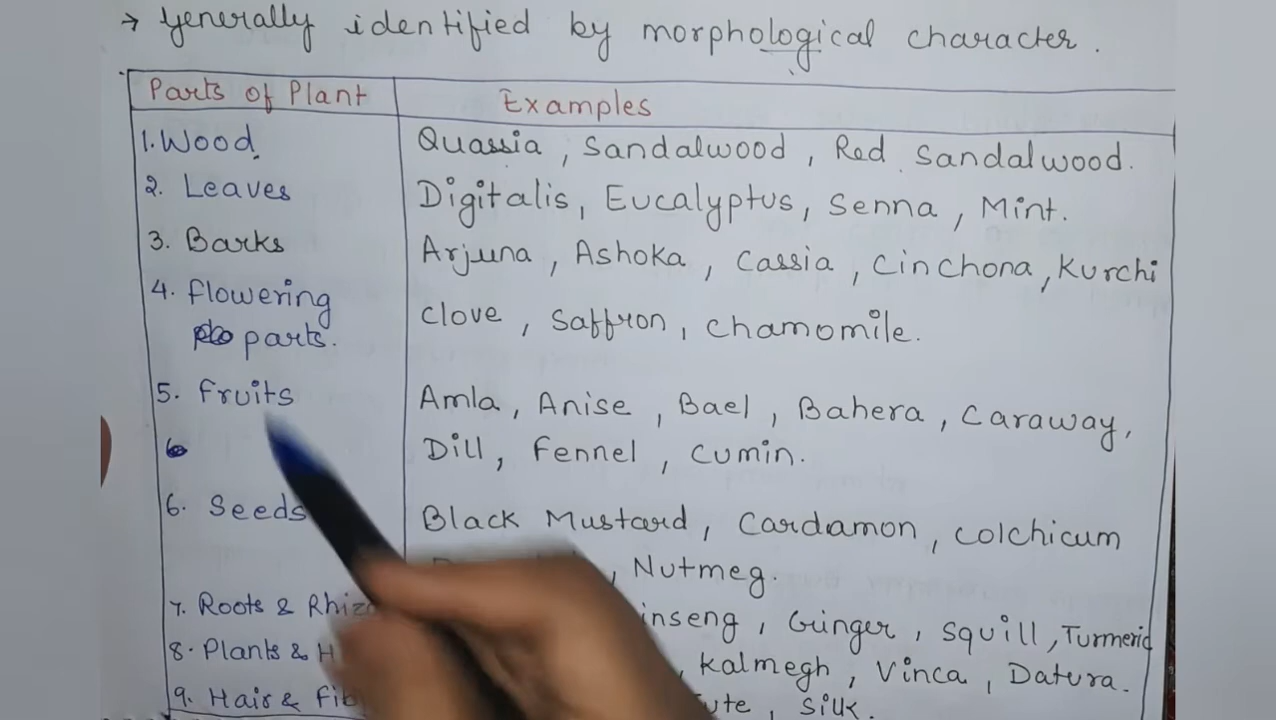 → Generally identified by morphological character.
Parts of Plant Examples
1. Wood Quassia, Sandalwood, Red Sandalwood.
2. Leaves Digitalis, Eucalyptus, Senna, Mint.
3. Barks Arjuna, Ashoka, Cassia, Cinchona, Kurchi
4. flowering
parts. Clove, Saffron, Chamomile.
5. Fruits Amla, Anise, Bael, Bahera, Caraway,
Dill, Fennel, Cumin.
6. Seeds Black Mustard, Cardamon, Colchicum
, Nutmeg.
7. Roots & , Ginger, Squill, Turmeric
8. Plants & , Kalmegh, Vinca, Datura.
9. Hair & , Silk.